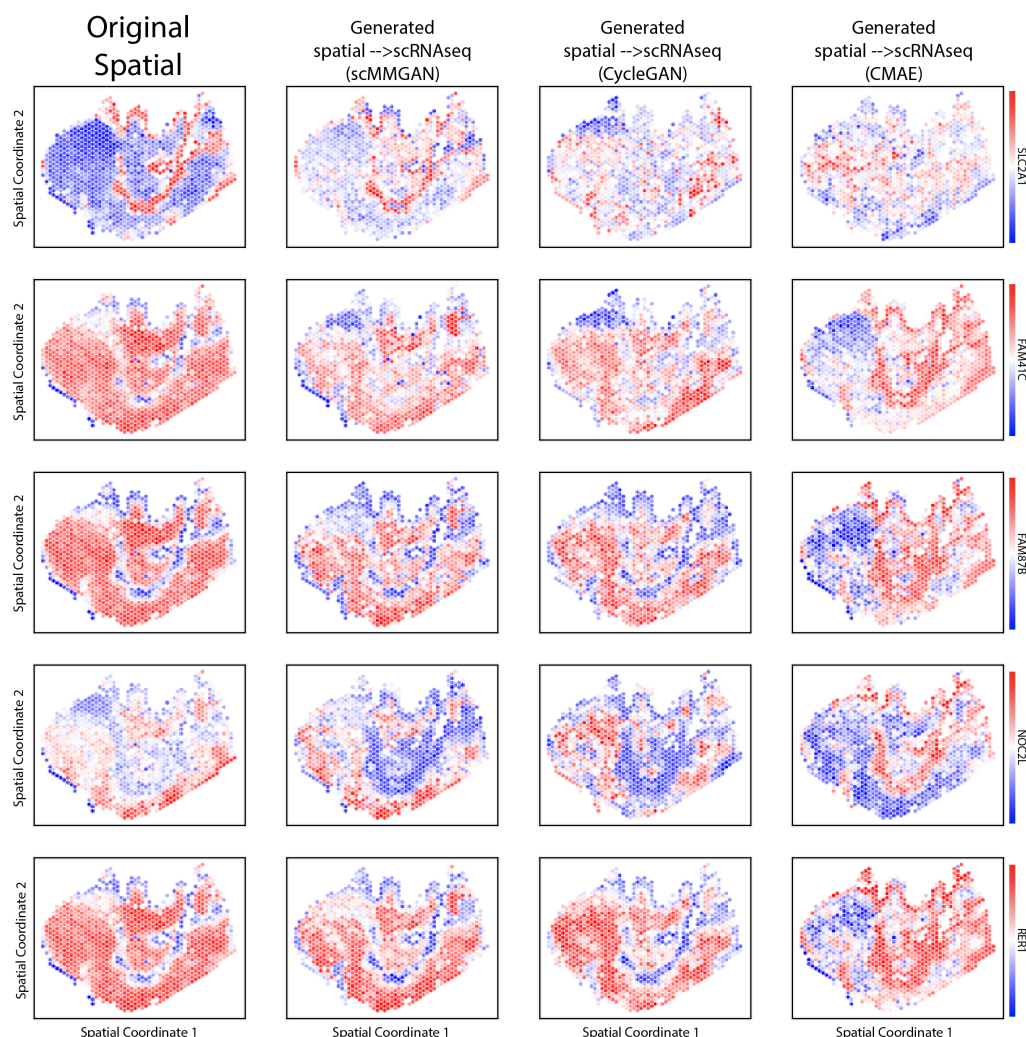 Original
Spatial
Generated
spatial -->scRNAseq
(scMMGAN)
Generated
spatial -->scRNAseq
(CycleGAN)
Generated
spatial -->scRNAseq
(CMAE)
Spatial Coordinate 2
SLC2A1
Spatial Coordinate 2
FAM41C
Spatial Coordinate 2
FAM87B
Spatial Coordinate 2
NOC2L
Spatial Coordinate 2
RER1
Spatial Coordinate 1
Spatial Coordinate 1
Spatial Coordinate 1
Spatial Coordinate 1